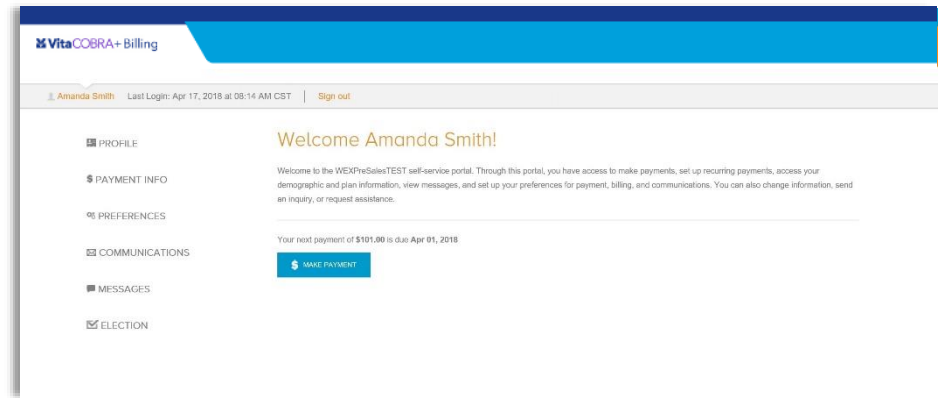 VitaCOBRA+ Billing
Amanda Smith Last Login: Apr 17, 2018 at 08:14 AM CST | Sign out
PROFILE
$ PAYMENT INFO
PREFERENCES
COMMUNICATIONS
MESSAGES
ELECTION
Welcome Amanda Smith!
Welcome to the WEXPreSalesTEST self-service portal. Through this portal, you have access to make payments, set up recurring payments, access your
demographic and plan information, view messages, and set up your preferences for payment, billing, and communications. You can also change information, send
an inquiry, or request assistance.
Your next payment of $101.00 is due Apr 01, 2018
$ MAKE PAYMENT